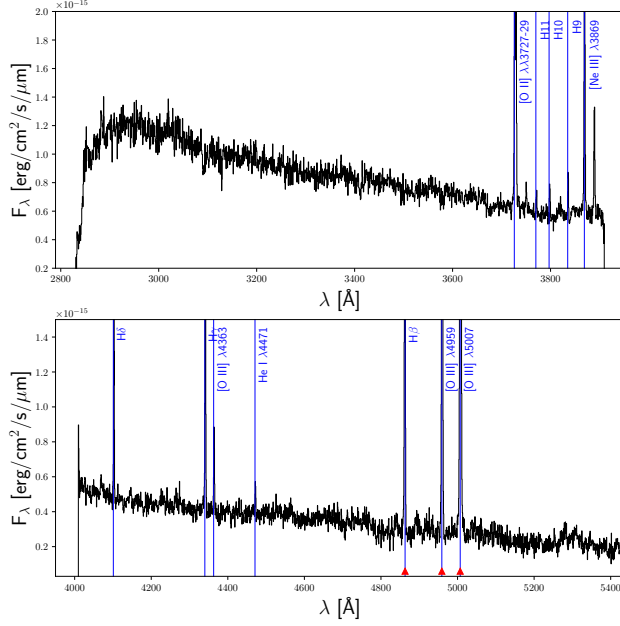 ×10⁻¹⁵
2.0
1.8
1.6
1.4
1.2
1.0
0.8
0.6
0.4
0.2
F_λ [erg/cm²/s/μm]
[O II] λλ3727-29
H11
H10
H9
[Ne III] λ3869
2800 3000 3200 3400 3600 3800
λ [Å]
×10⁻¹⁵
1.4
1.2
1.0
0.8
0.6
0.4
0.2
F_λ [erg/cm²/s/μm]
Hδ
Hγ
[O III] λ4363
He I λ4471
Hβ
[O III] λ4959
[O III] λ5007
4000 4200 4400 4600 4800 5000 5200 5400
λ [Å]